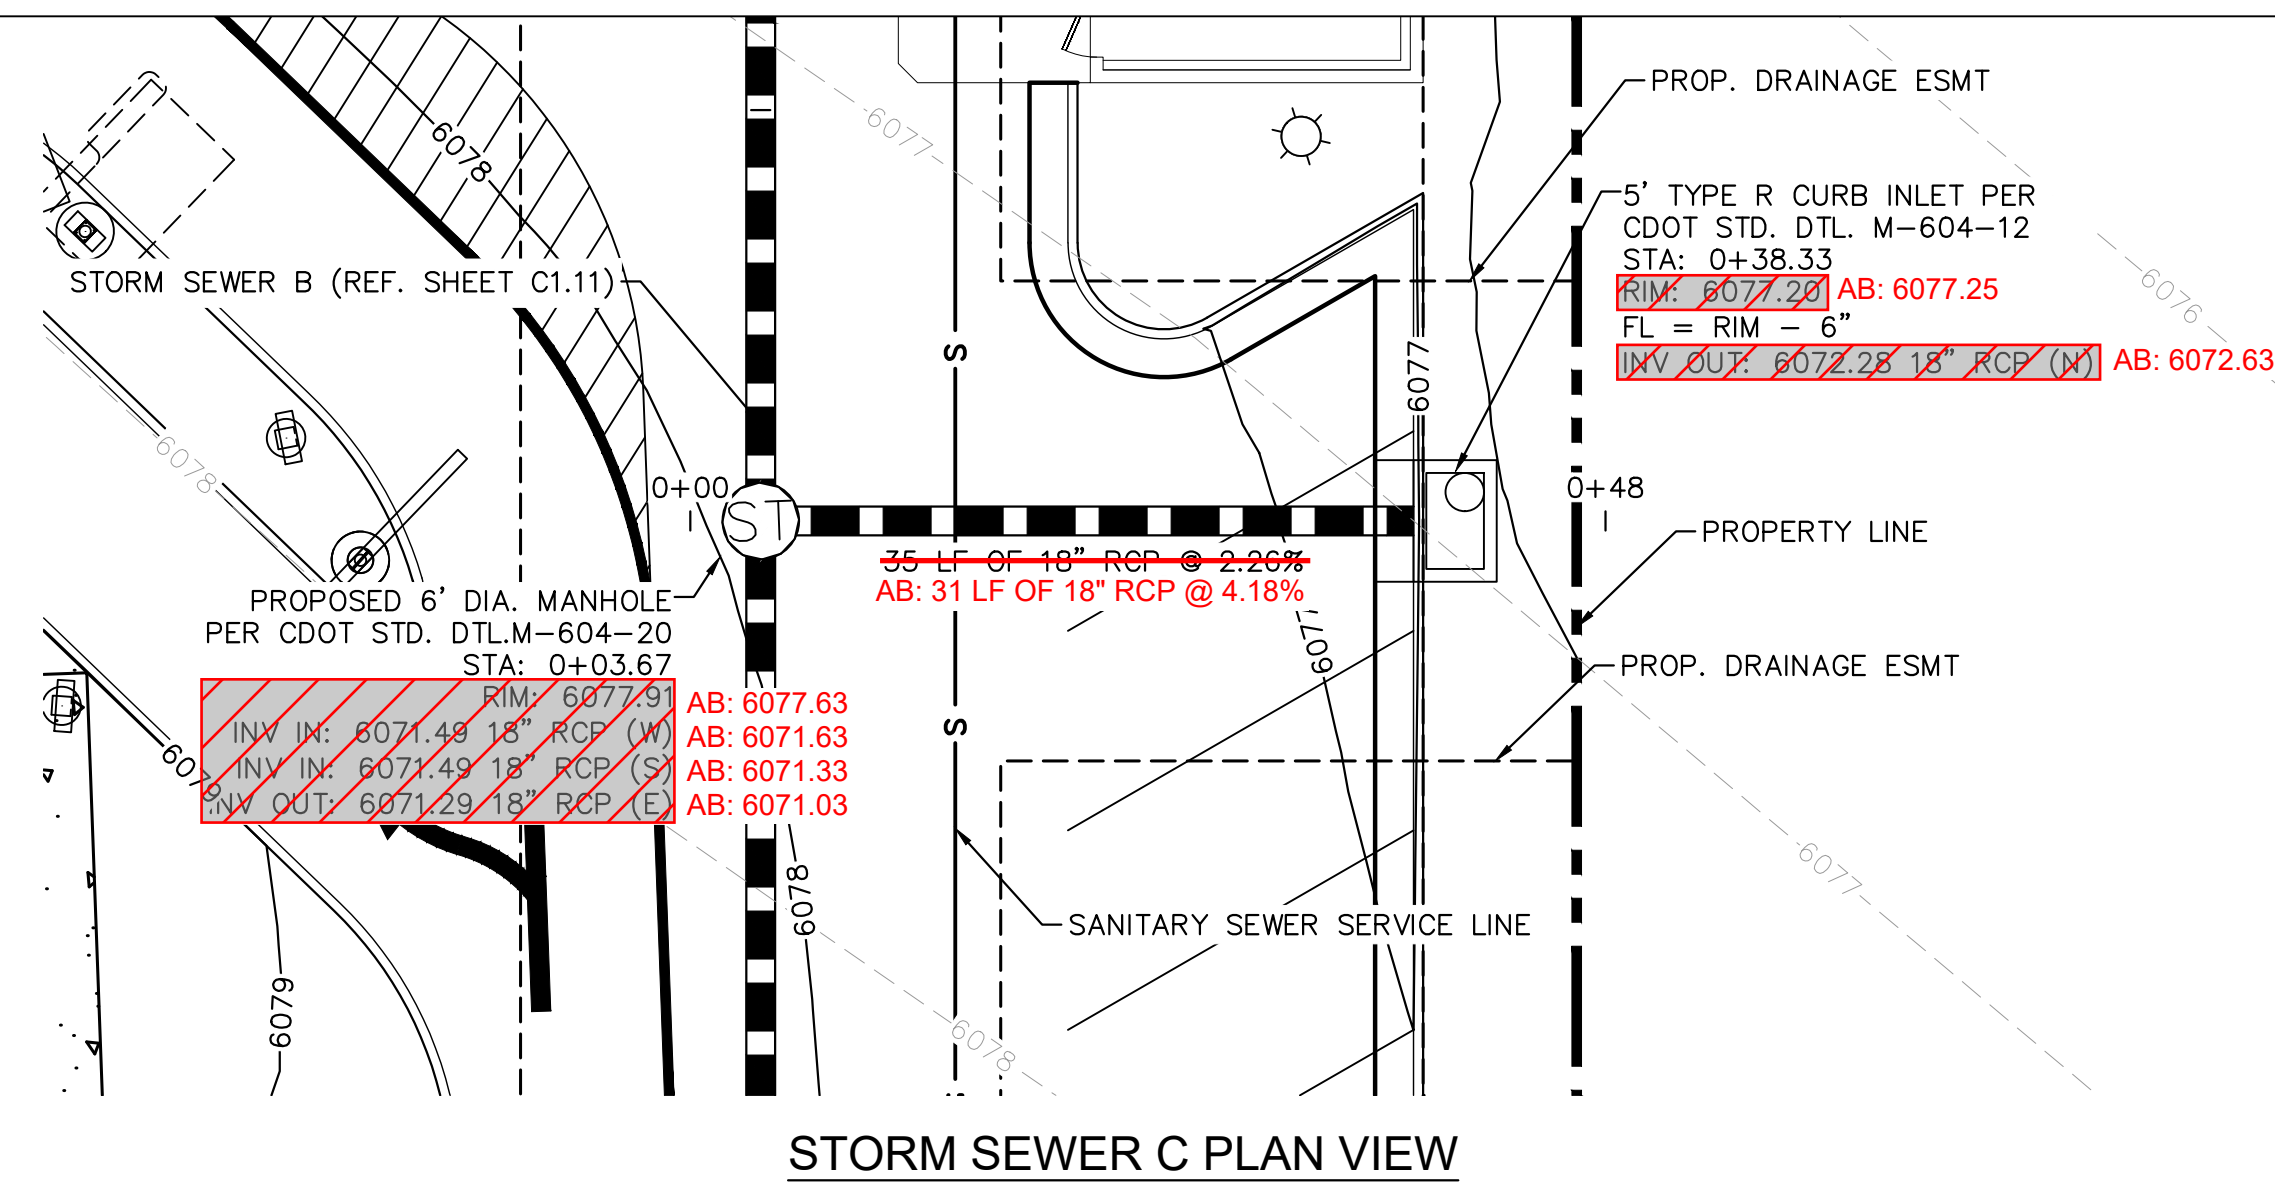 6078
6077
PROP. DRAINAGE ESMT
5' TYPE R CURB INLET PER
CDOT STD. DTL. M-604-12
STA: 0+38.33
RIM: 6077.20 AB: 6077.25
FL = RIM - 6"
INV OUT: 6072.28 18" RCP (N) AB: 6072.63
6076
STORM SEWER B (REF. SHEET C1.11)
S
6077
6078
0+00
ST
0+48
PROPERTY LINE
35 LF OF 18" RCP @ 2.26%
AB: 31 LF OF 18" RCP @ 4.18%
PROPOSED 6' DIA. MANHOLE
PER CDOT STD. DTL.M-604-20
STA: 0+03.67
RIM: 6077.91 AB: 6077.63
INV IN: 6071.49 18" RCP (W) AB: 6071.63
INV IN: 6071.49 18" RCP (S) AB: 6071.33
INV OUT: 6071.29 18" RCP (E) AB: 6071.03
6077
PROP. DRAINAGE ESMT
S
6079
6078
6077
SANITARY SEWER SERVICE LINE
6079
6078
S
STORM SEWER C PLAN VIEW